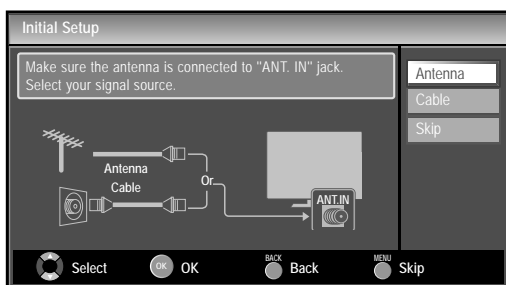 Initial Setup
Make sure the antenna is connected to "ANT. IN" jack.
Select your signal source.
Antenna
Cable
Skip
Antenna
Cable
Or
ANT.IN
Select
OK OK
BACK Back
MENU Skip